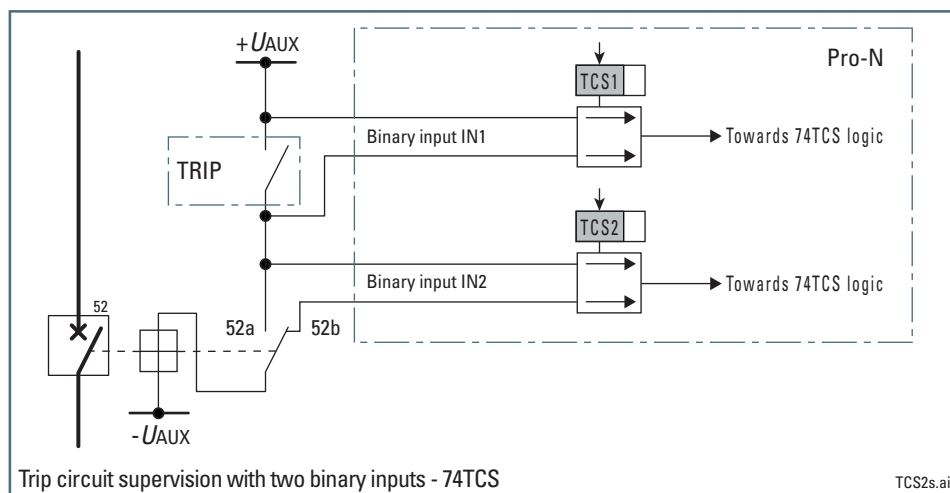 +UAUX
Pro-N
TCS1
Binary input IN1
Towards 74TCS logic
TRIP
TCS2
Binary input IN2
Towards 74TCS logic
52
52a
52b
-UAUX
Trip circuit supervision with two binary inputs - 74TCS
TCS2s.ai